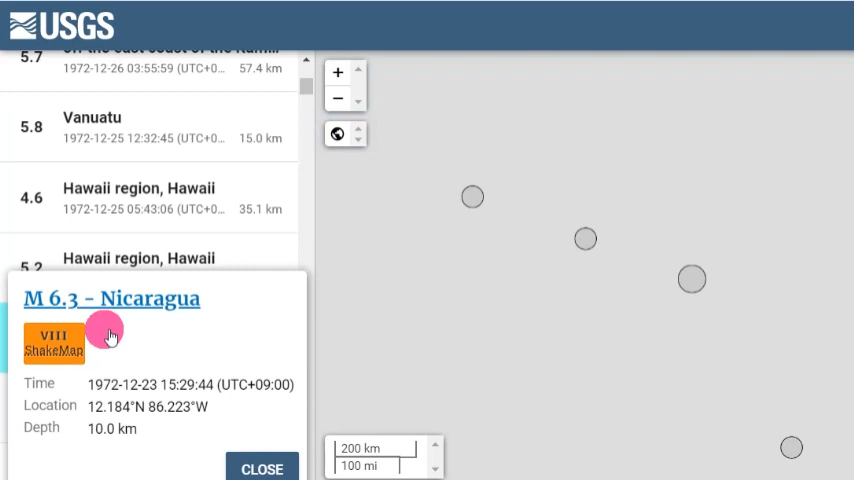 USGS
5.7
1972-12-26 03:55:59 (UTC+0... 57.4 km
Vanuatu
5.8
1972-12-25 12:32:45 (UTC+0... 15.0 km
Hawaii region, Hawaii
4.6
1972-12-25 05:43:06 (UTC+0... 35.1 km
Hawaii region, Hawaii
5.2
M 6.3 - Nicaragua
VIII
ShakeMap
Time 1972-12-23 15:29:44 (UTC+09:00)
Location 12.184°N 86.223°W
Depth 10.0 km
CLOSE
+
−
200 km
100 mi